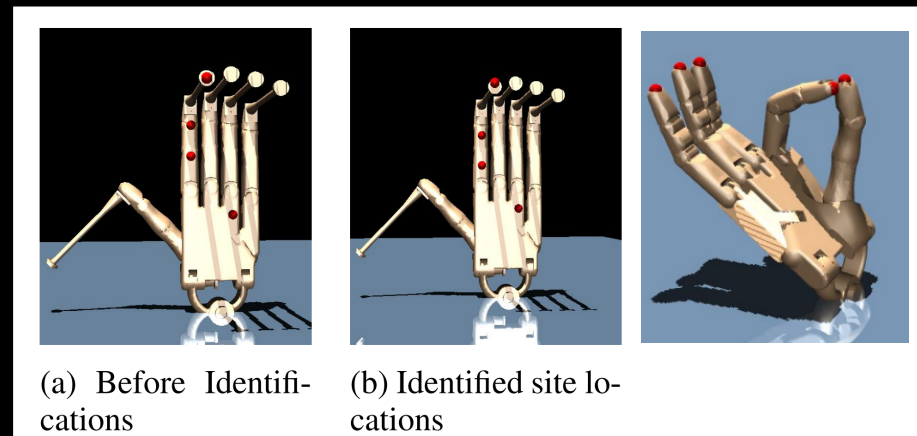 (a) Before Identifi-
cations
(b) Identified site lo-
cations